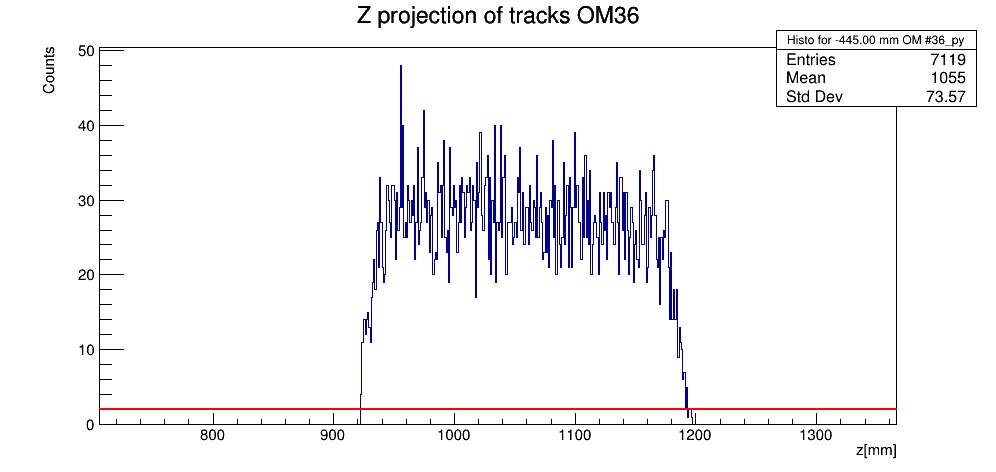 Z projection of tracks OM36
Histo for -445.00 mm OM #36_py
Entries 7119
Mean 1055
Std Dev 73.57
Counts
50
40
30
20
10
0
800 900 1000 1100 1200 1300
z[mm]